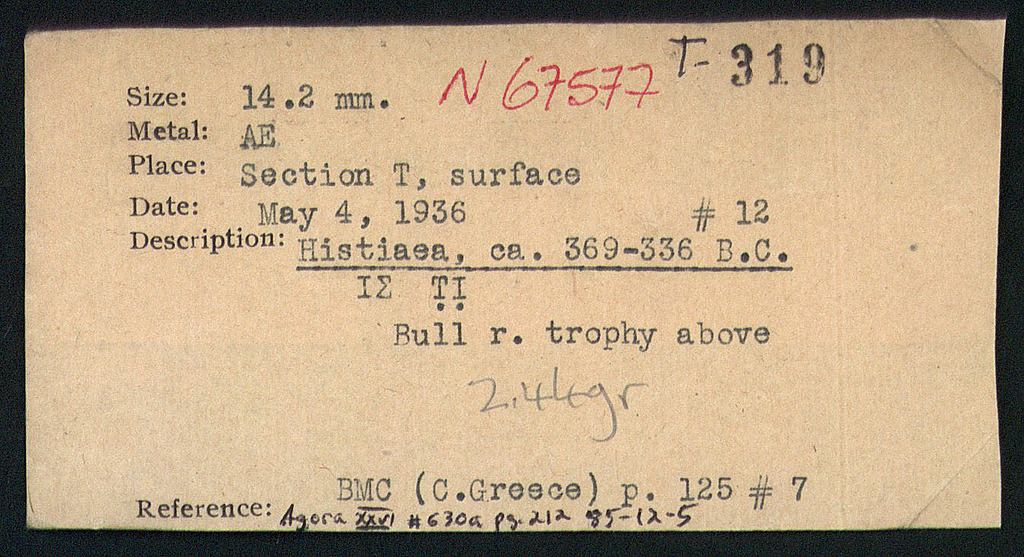 N 67577 T- 319
Size: 14.2 mm.
Metal: AE
Place: Section T, surface
Date: May 4, 1936 # 12
Description: Histiaea, ca. 369-336 B.C.
ΙΣ Τ̣Ι̣
Bull r. trophy above
2.44gr
BMC (C.Greece) p. 125 # 7
Reference: Agora XXVI #630a pg. 212 85-12-5